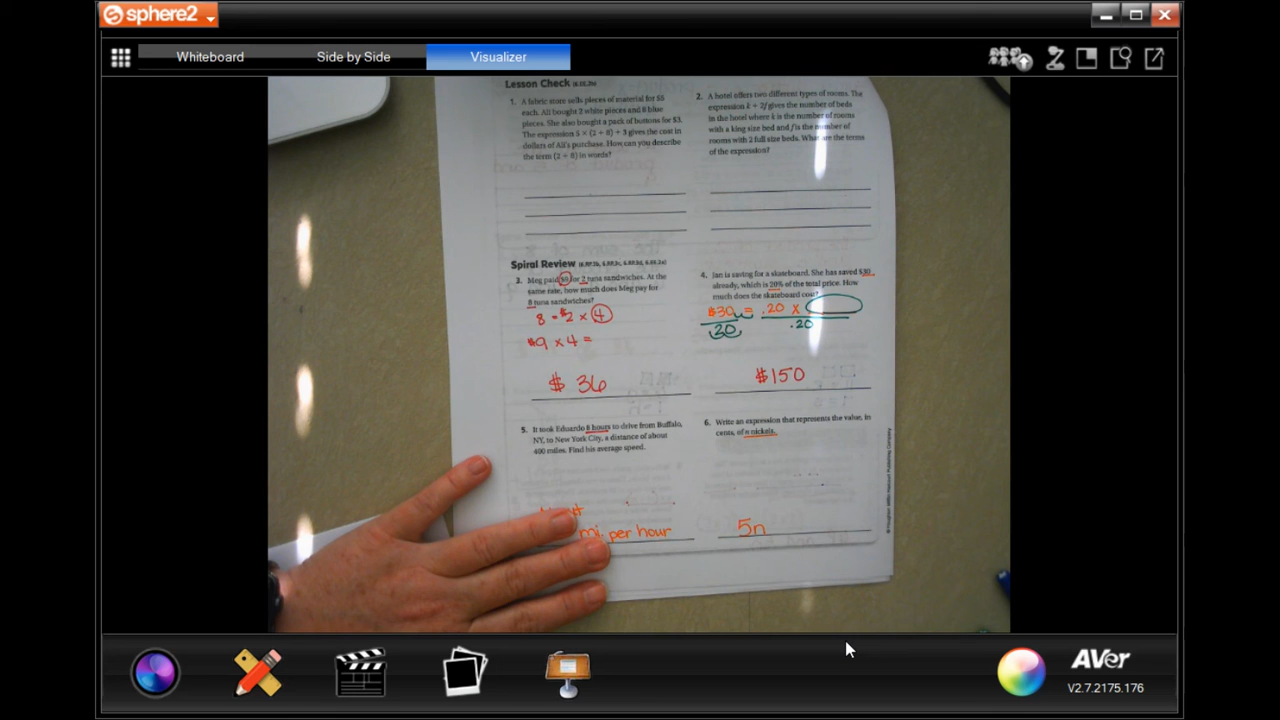 sphere2
Whiteboard
Side by Side
Visualizer
Lesson Check
1. A fabric store sells pieces of material for $5
each. Ali bought 2 white pieces and 8 blue
pieces. She also bought a pack of buttons for $3.
The expression 5 × (2 + 8) + 3 gives the cost in
dollars of Ali's purchase. How can you describe
the term (2 + 8) in words?
2. A hotel offers two different types of rooms. The
expression k + 2f gives the number of beds
in the hotel where k is the number of rooms
with a king size bed and f is the number of
rooms with 2 full size beds. What are the terms
of the expression?
Spiral Review
3. Meg paid $9 for 2 tuna sandwiches. At the
same rate, how much does Meg pay for
8 tuna sandwiches?
8 = 2 × 4
$9 × 4 =
$ 36
4. Jan is saving for a skateboard. She has saved $30
already, which is 20% of the total price. How
much does the skateboard cost?
$30 = .20 x
.20
.20
$150
5. It took Eduardo 8 hours to drive from Buffalo,
NY, to New York City, a distance of about
400 miles. Find his average speed.
mi. per hour
6. Write an expression that represents the value, in
cents, of n nickels.
5n
© Houghton Mifflin Harcourt Publishing Company
AVer
V2.7.2175.176